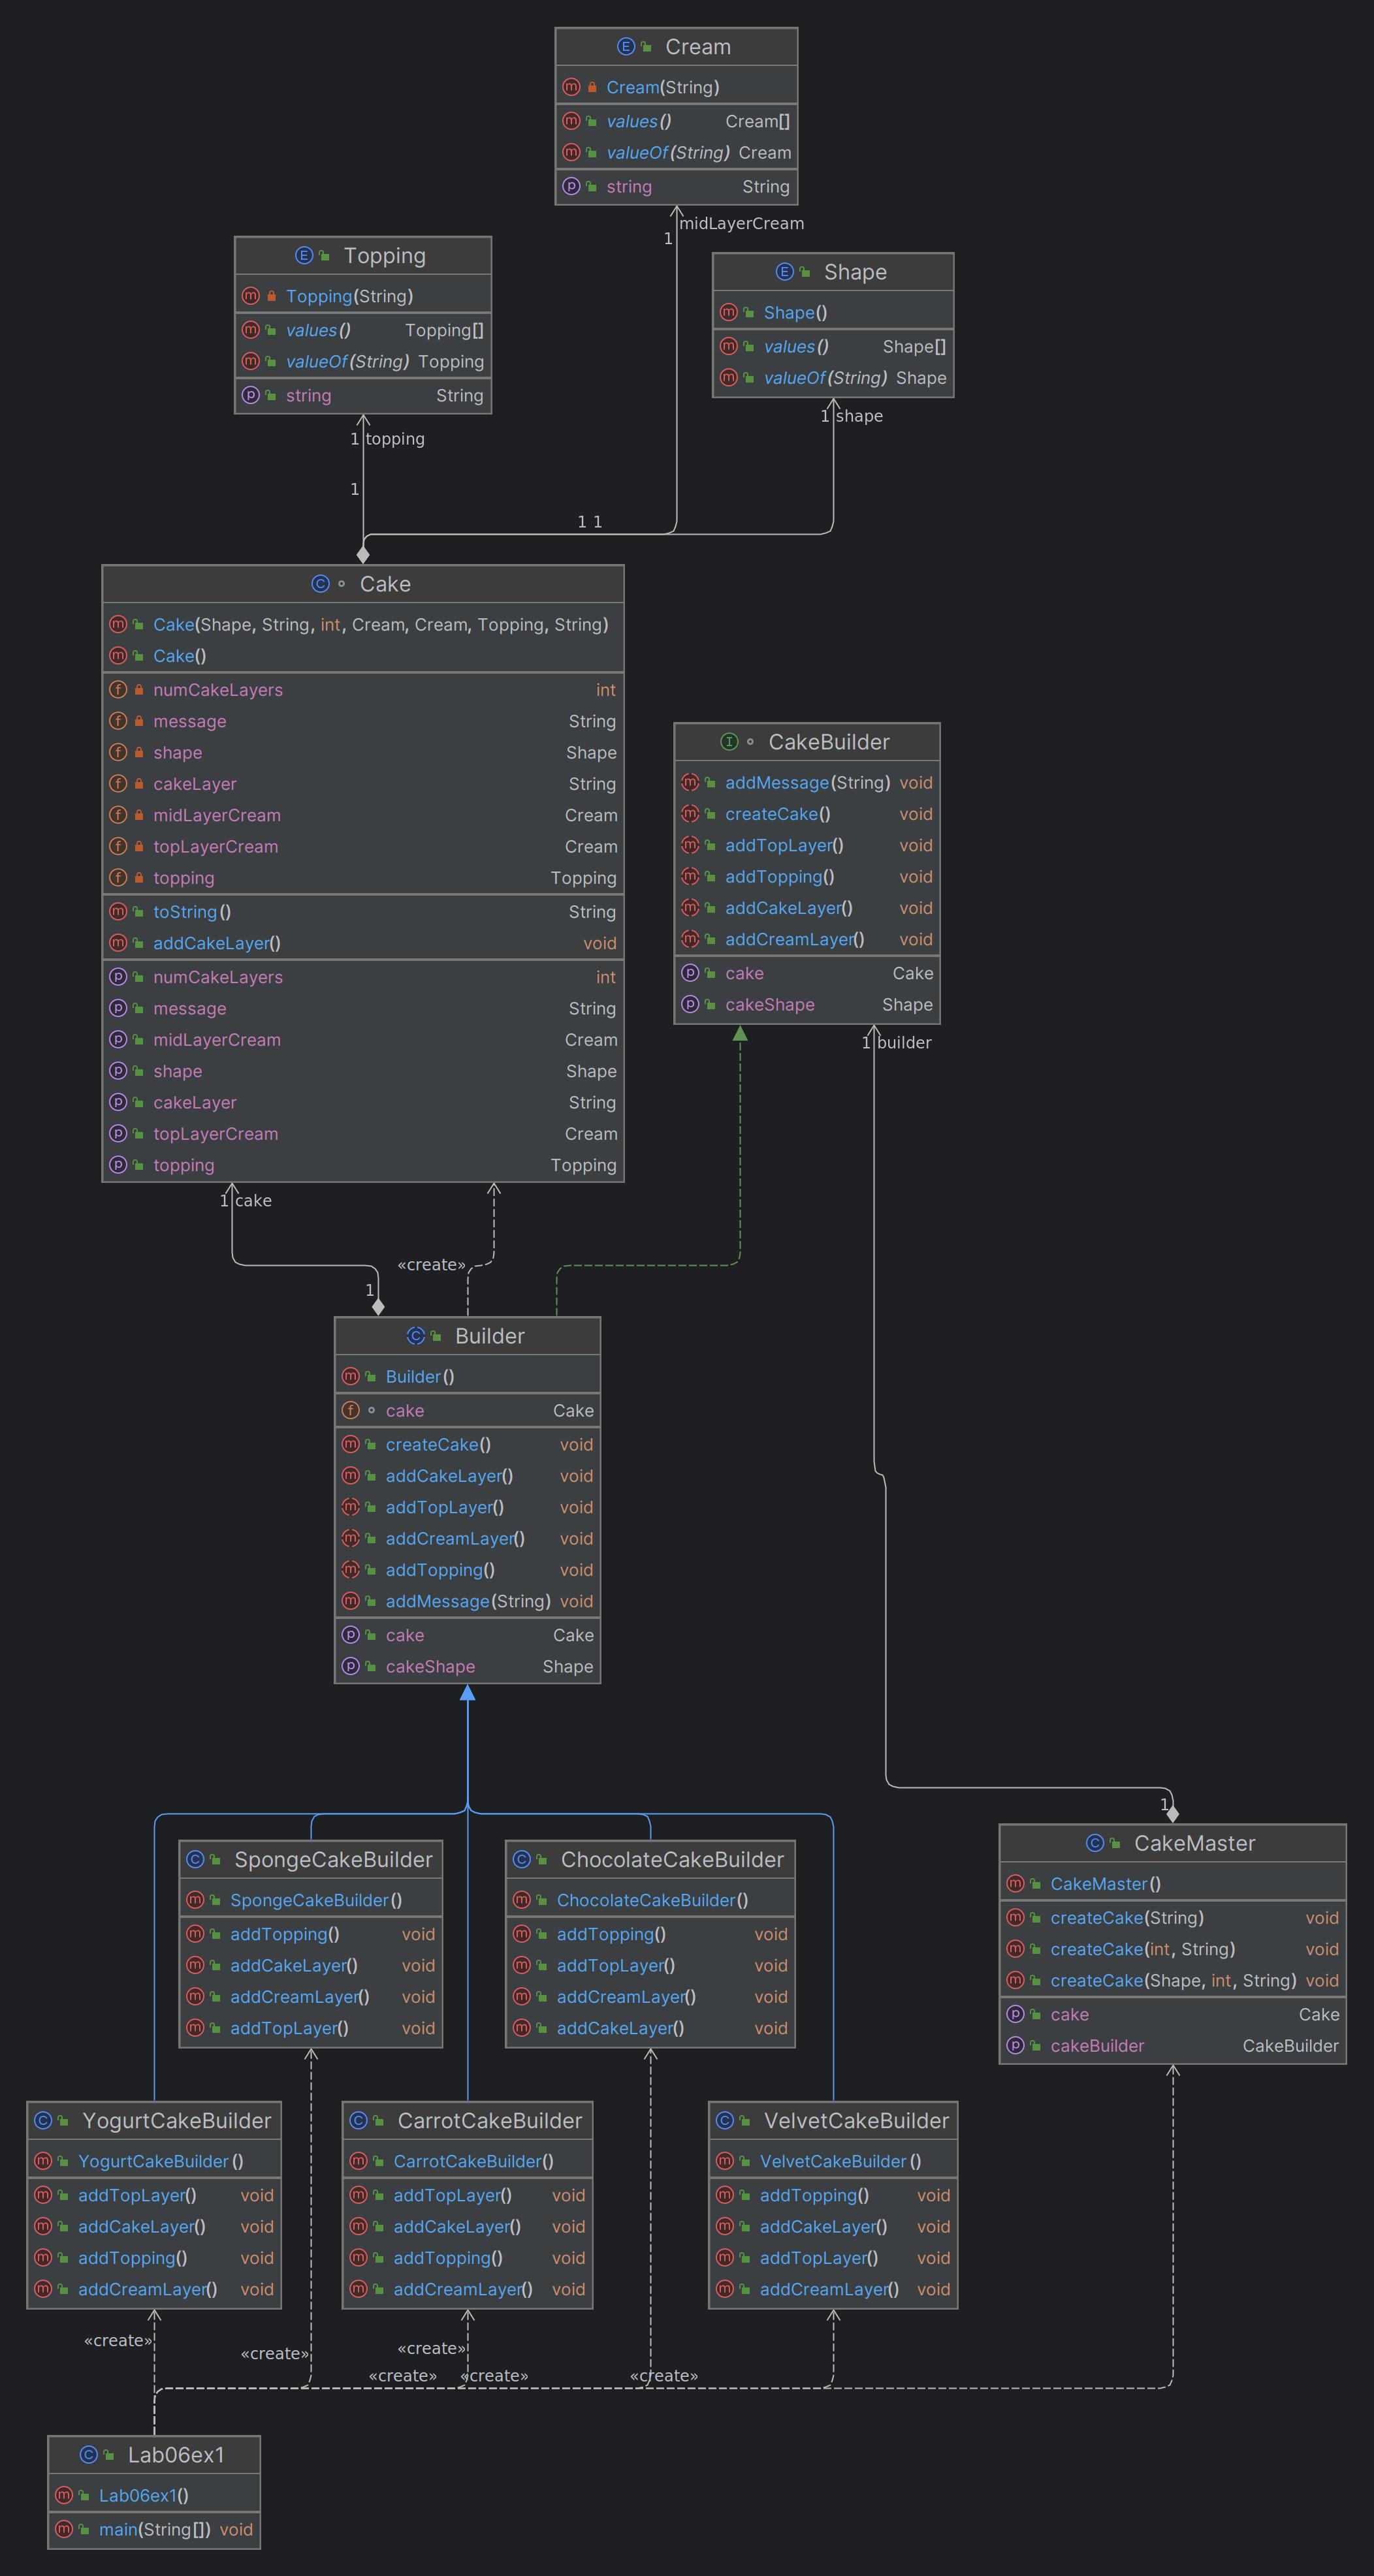 Cream
Cream(String)
values() Cream[]
valueOf(String) Cream
string String
midLayerCream
1
Topping
Topping(String)
values() Topping[]
valueOf(String) Topping
string String
Shape
Shape()
values() Shape[]
valueOf(String) Shape
1 topping
1 shape
1
1 1
Cake
Cake(Shape, String, int, Cream, Cream, Topping, String)
Cake()
numCakeLayers int
message String
shape Shape
cakeLayer String
midLayerCream Cream
topLayerCream Cream
topping Topping
toString() String
addCakeLayer() void
numCakeLayers int
message String
midLayerCream Cream
shape Shape
cakeLayer String
topLayerCream Cream
topping Topping
CakeBuilder
addMessage(String) void
createCake() void
addTopLayer() void
addTopping() void
addCakeLayer() void
addCreamLayer() void
cake Cake
cakeShape Shape
1 builder
1 cake
«create»
1
Builder
Builder()
cake Cake
createCake() void
addCakeLayer() void
addTopLayer() void
addCreamLayer() void
addTopping() void
addMessage(String) void
cake Cake
cakeShape Shape
1
SpongeCakeBuilder
SpongeCakeBuilder()
addTopping() void
addCakeLayer() void
addCreamLayer() void
addTopLayer() void
ChocolateCakeBuilder
ChocolateCakeBuilder()
addTopping() void
addTopLayer() void
addCreamLayer() void
addCakeLayer() void
CakeMaster
CakeMaster()
createCake(String) void
createCake(int, String) void
createCake(Shape, int, String) void
cake Cake
cakeBuilder CakeBuilder
YogurtCakeBuilder
YogurtCakeBuilder()
addTopLayer() void
addCakeLayer() void
addTopping() void
addCreamLayer() void
CarrotCakeBuilder
CarrotCakeBuilder()
addTopLayer() void
addCakeLayer() void
addTopping() void
addCreamLayer() void
VelvetCakeBuilder
VelvetCakeBuilder()
addTopping() void
addCakeLayer() void
addTopLayer() void
addCreamLayer() void
«create»
«create»
«create»
«create» «create» «create»
Lab06ex1
Lab06ex1()
main(String[]) void